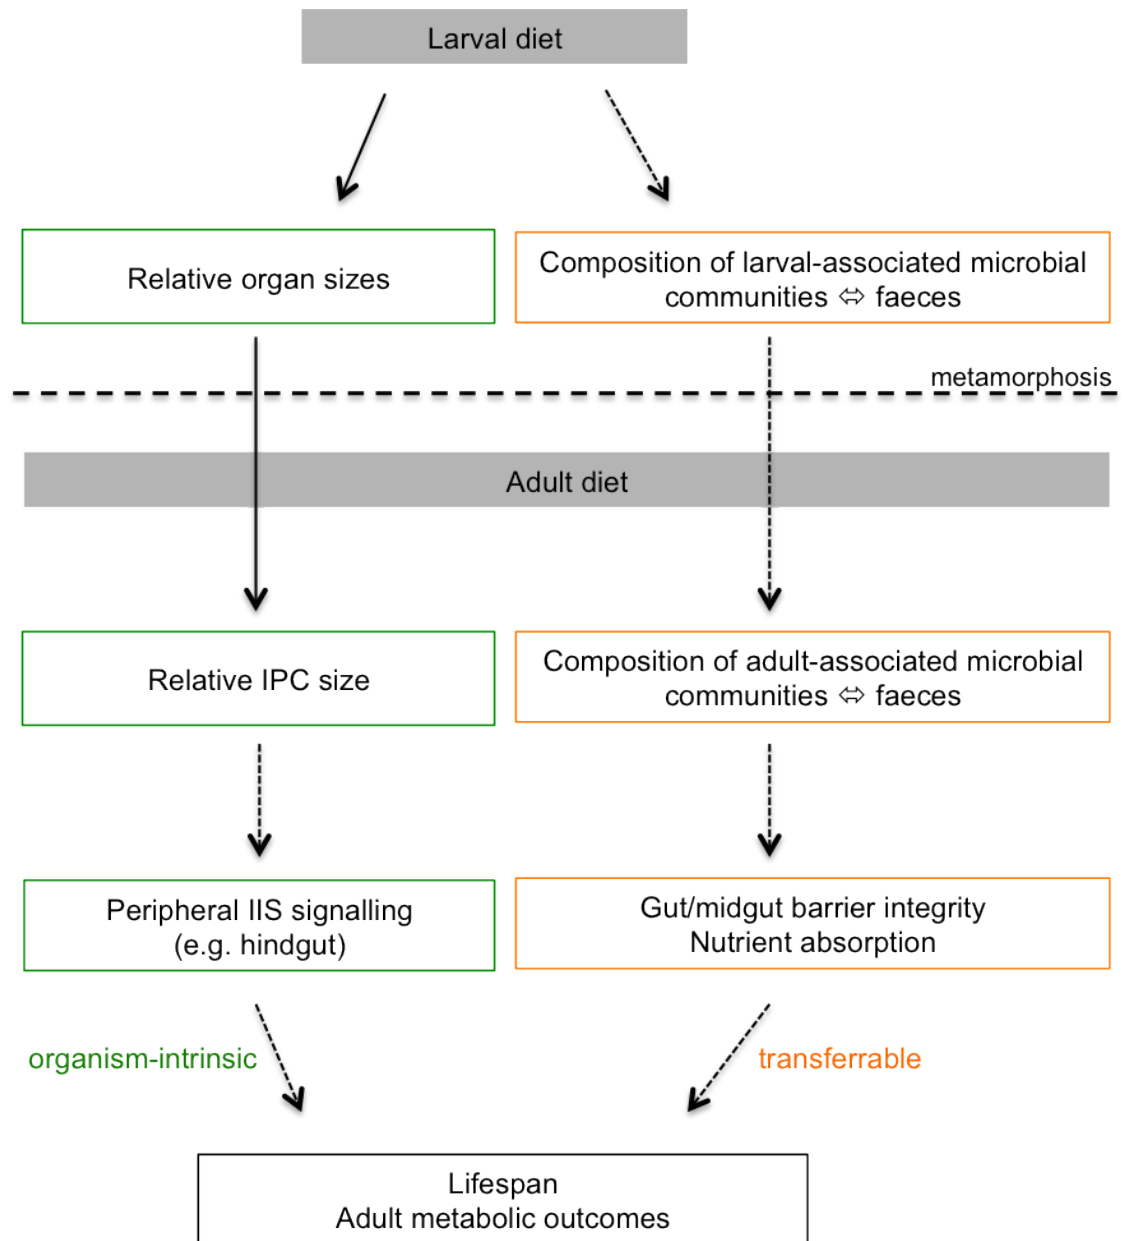 Larval diet
Relative organ sizes
Composition of larval-associated microbial
communities ⬄ faeces
metamorphosis
Adult diet
Relative IPC size
Composition of adult-associated microbial
communities ⬄ faeces
Peripheral IIS signalling
(e.g. hindgut)
Gut/midgut barrier integrity
Nutrient absorption
organism-intrinsic
transferrable
Lifespan
Adult metabolic outcomes